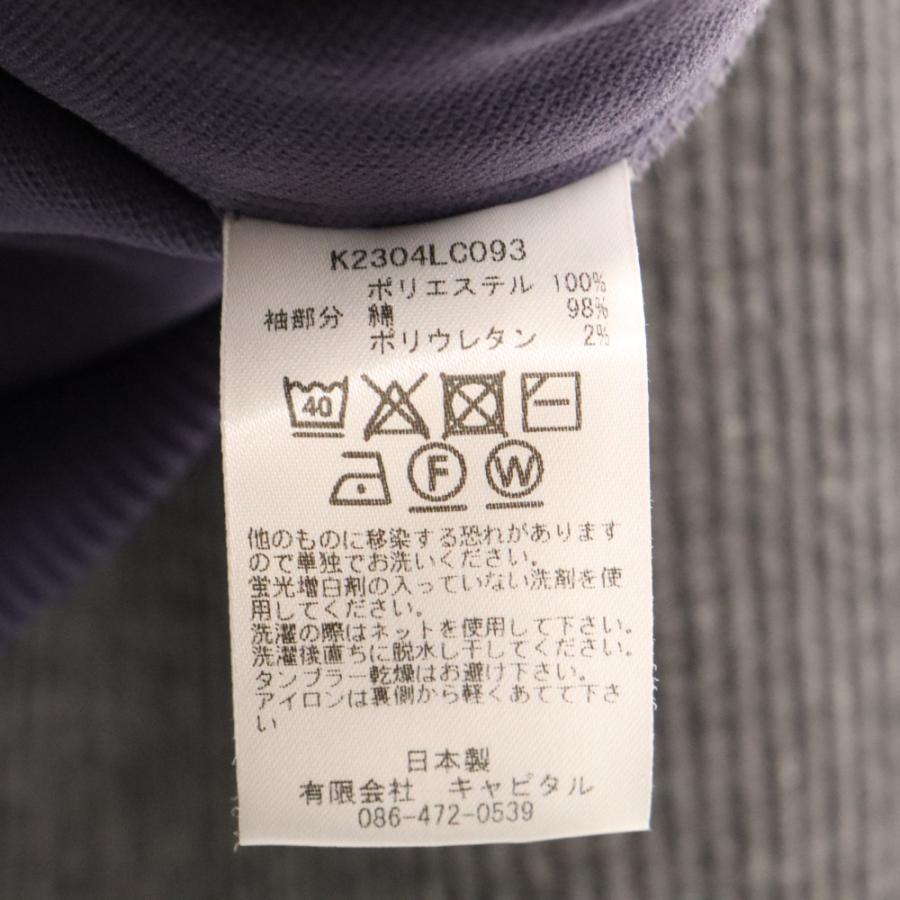 K2304LC093
ポリエステル 100%
袖部分 綿 98%
ポリウレタン 2%
40
F W
他のものに移染する恐れがあります
ので単独でお洗いください。
蛍光増白剤の入っていない洗剤を使
用してください。
洗濯の際はネットを使用して下さい。
洗濯後直ちに脱水し干してください。
タンブラー乾燥はお避け下さい。
アイロンは裏側から軽くあてて下さ
い
日本製
有限会社 キャピタル
086-472-0539